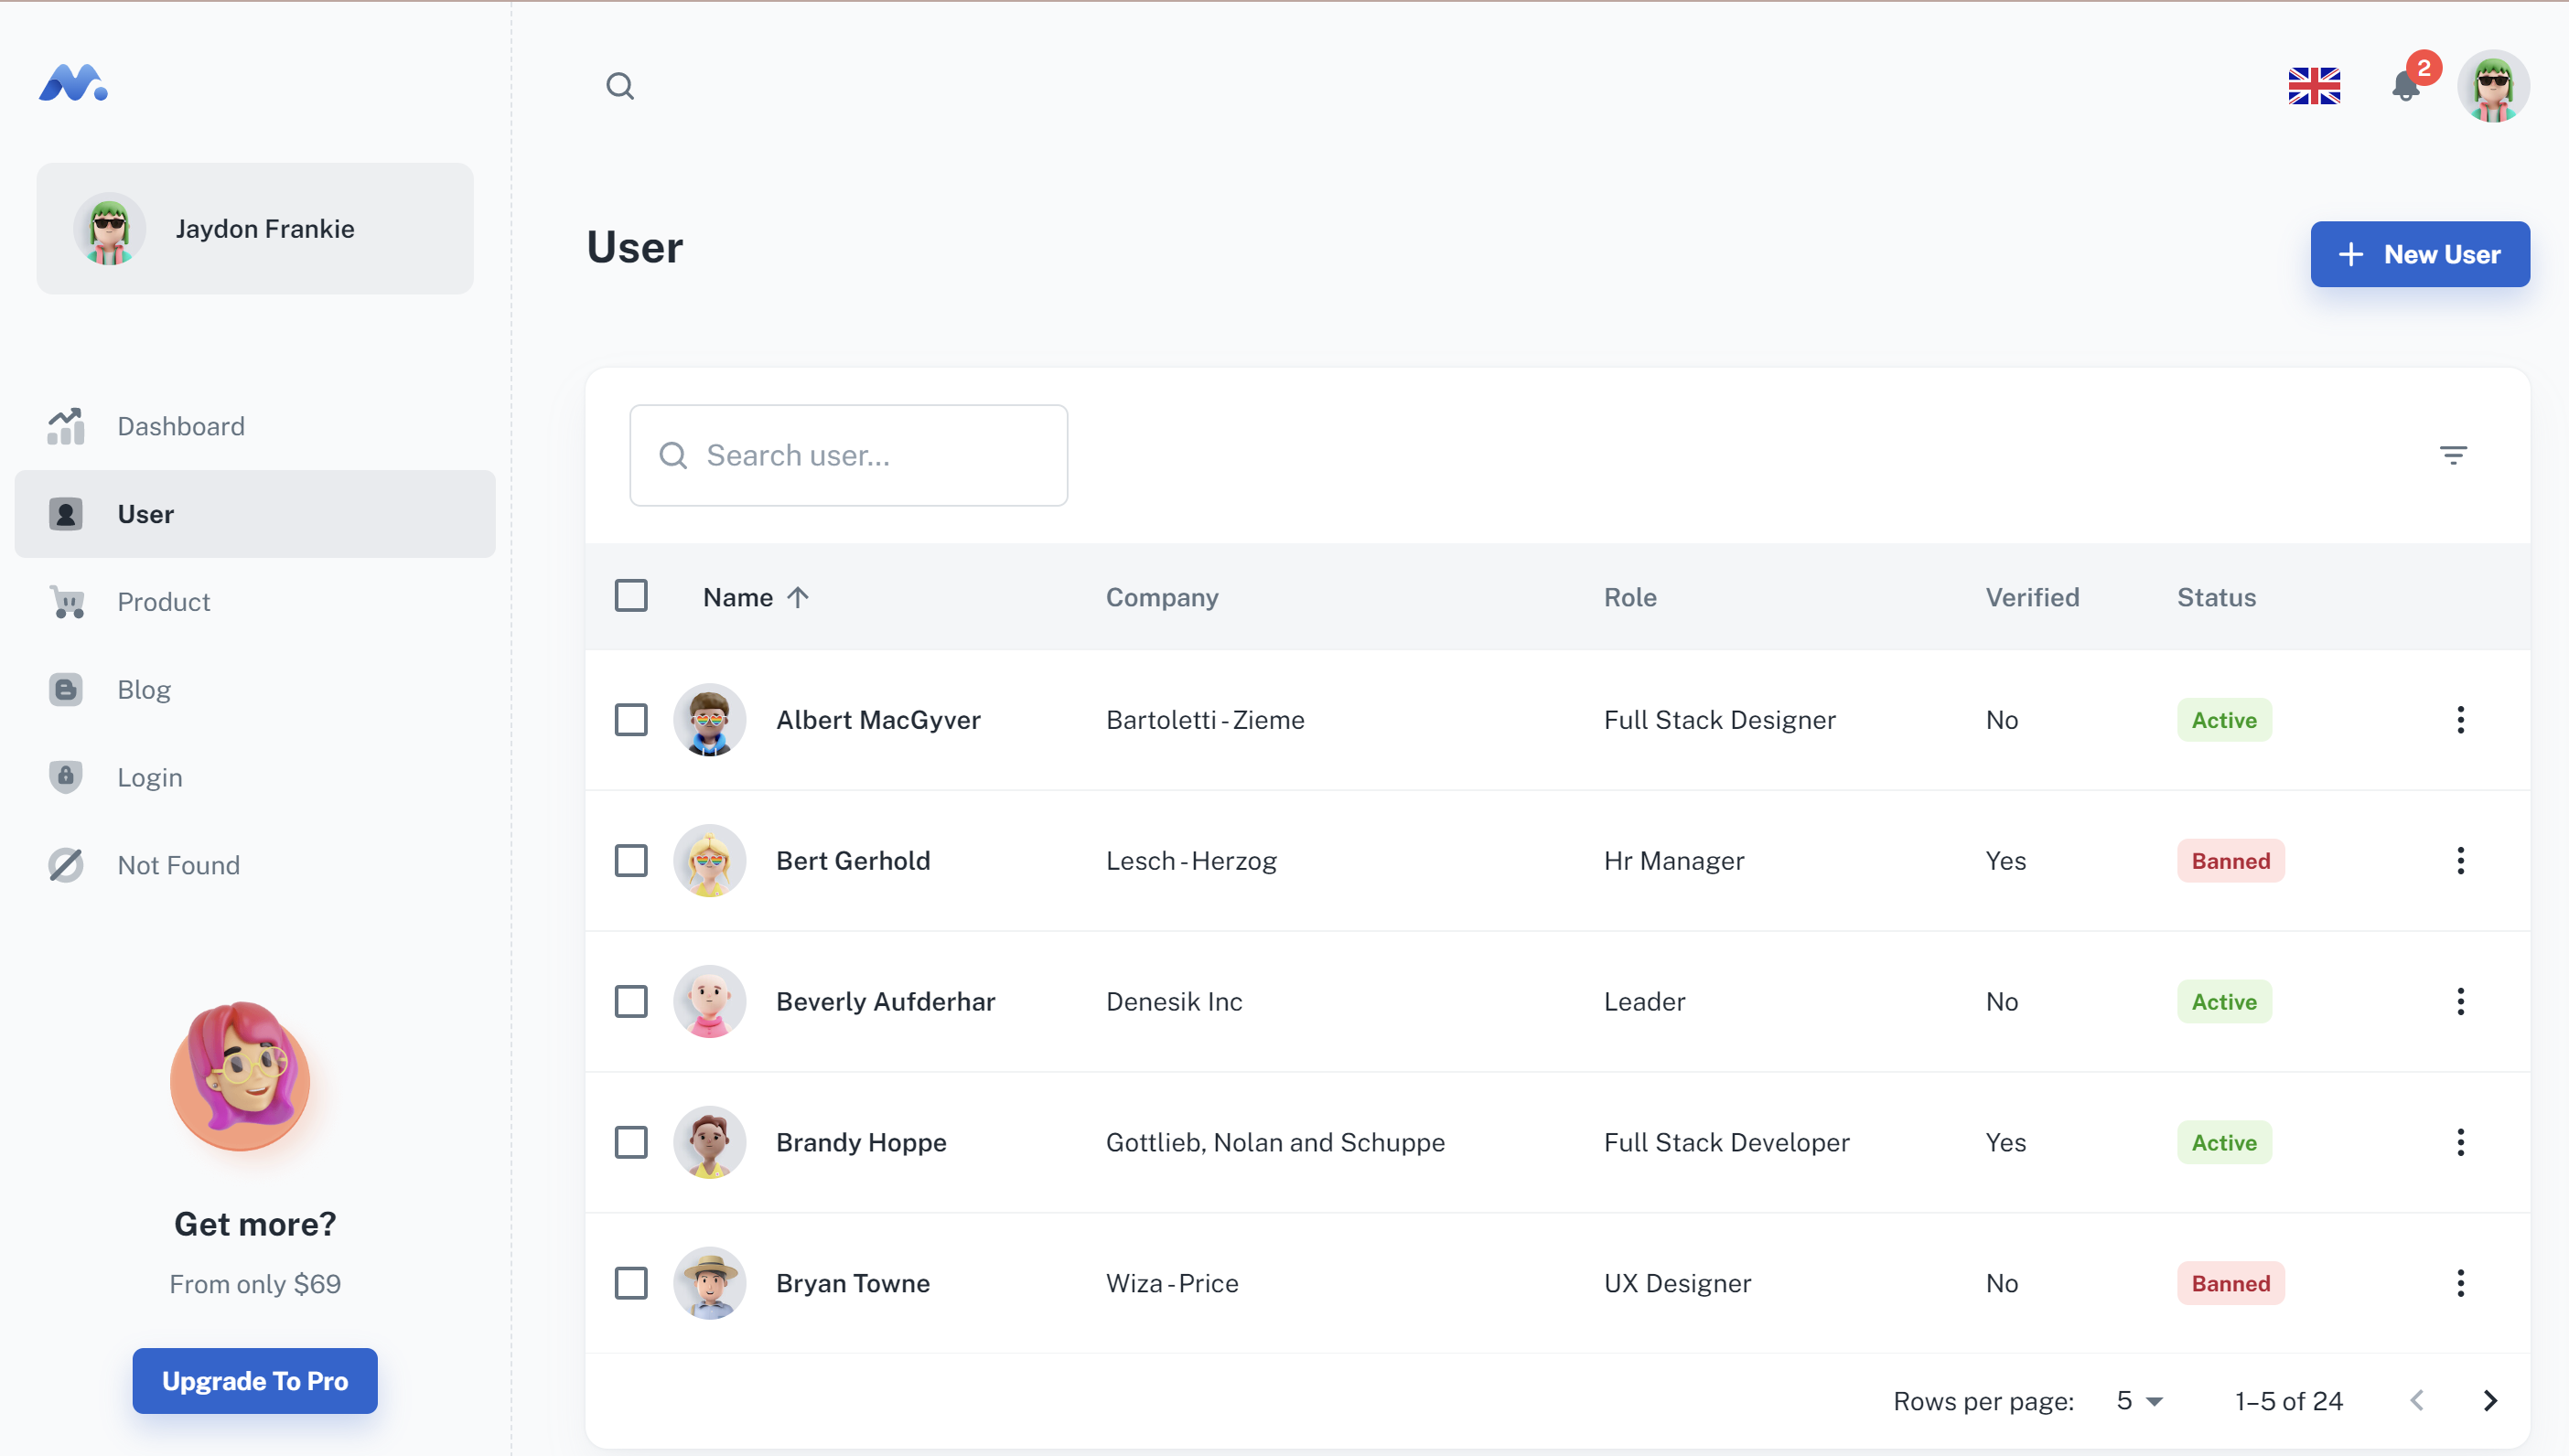 2
Jaydon Frankie
User
New User
Dashboard
User
Product
Blog
Login
Not Found
Get more?
From only $69
Upgrade To Pro
Search user...
Name Company Role Verified Status
Albert MacGyver Bartoletti - Zieme Full Stack Designer No Active
Bert Gerhold Lesch - Herzog Hr Manager Yes Banned
Beverly Aufderhar Denesik Inc Leader No Active
Brandy Hoppe Gottlieb, Nolan and Schuppe Full Stack Developer Yes Active
Bryan Towne Wiza - Price UX Designer No Banned
Rows per page: 5 1–5 of 24